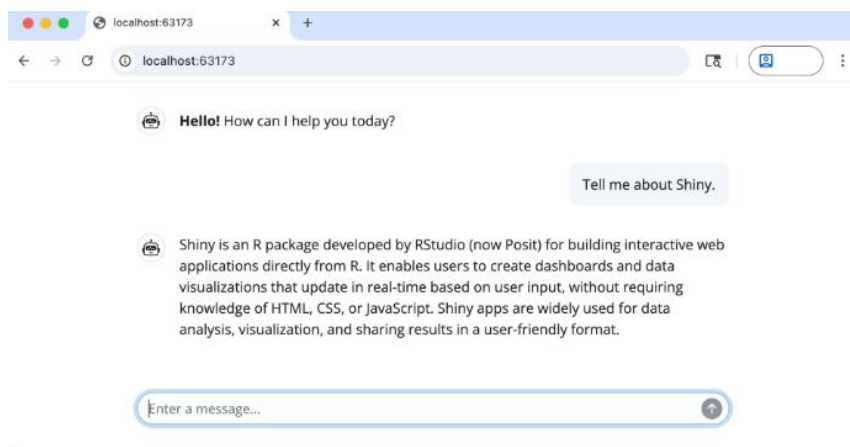 localhost:63173
localhost:63173
Hello! How can I help you today?
Tell me about Shiny.
Shiny is an R package developed by RStudio (now Posit) for building interactive web
applications directly from R. It enables users to create dashboards and data
visualizations that update in real-time based on user input, without requiring
knowledge of HTML, CSS, or JavaScript. Shiny apps are widely used for data
analysis, visualization, and sharing results in a user-friendly format.
Enter a message...